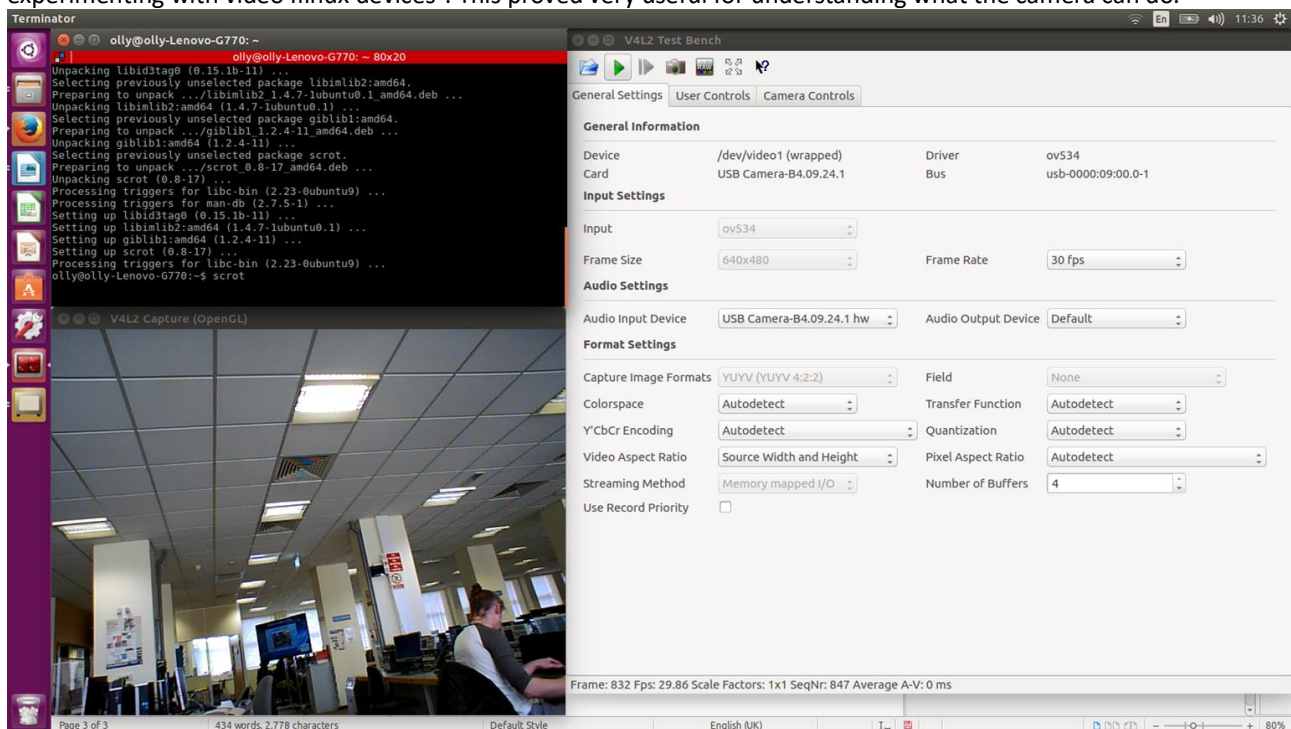 experimenting with video4linux devices". This proved very useful for understanding what the camera can do.
Terminator
En
11:36
olly@olly-Lenovo-G770: ~
olly@olly-Lenovo-G770: ~ 80x20
Unpacking libid3tag0 (0.15.1b-11) ...
Selecting previously unselected package libimlib2:amd64.
Preparing to unpack .../libimlib2_1.4.7-1ubuntu0.1_amd64.deb ...
Unpacking libimlib2:amd64 (1.4.7-1ubuntu0.1) ...
Selecting previously unselected package giblib1:amd64.
Preparing to unpack .../giblib1_1.2.4-11_amd64.deb ...
Unpacking giblib1:amd64 (1.2.4-11) ...
Selecting previously unselected package scrot.
Preparing to unpack .../scrot_0.8-17_amd64.deb ...
Unpacking scrot (0.8-17) ...
Processing triggers for libc-bin (2.23-0ubuntu9) ...
Processing triggers for man-db (2.7.5-1) ...
Setting up libid3tag0 (0.15.1b-11) ...
Setting up libimlib2:amd64 (1.4.7-1ubuntu0.1) ...
Setting up giblib1:amd64 (1.2.4-11) ...
Setting up scrot (0.8-17) ...
Processing triggers for libc-bin (2.23-0ubuntu9) ...
olly@olly-Lenovo-G770:~$ scrot
V4L2 Capture (OpenGL)
V4L2 Test Bench
General Settings User Controls Camera Controls
General Information
Device /dev/video1 (wrapped) Driver ov534
Card USB Camera-B4.09.24.1 Bus usb-0000:09:00.0-1
Input Settings
Input ov534
Frame Size 640x480 Frame Rate 30 fps
Audio Settings
Audio Input Device USB Camera-B4.09.24.1 hw Audio Output Device Default
Format Settings
Capture Image Formats YUYV (YUYV 4:2:2) Field None
Colorspace Autodetect Transfer Function Autodetect
Y'CbCr Encoding Autodetect Quantization Autodetect
Video Aspect Ratio Source Width and Height Pixel Aspect Ratio Autodetect
Streaming Method Memory mapped I/O Number of Buffers 4
Use Record Priority
Frame: 832 Fps: 29.86 Scale Factors: 1x1 SeqNr: 847 Average A-V: 0 ms
Page 3 of 3 434 words, 2,778 characters Default Style English (UK) 80%